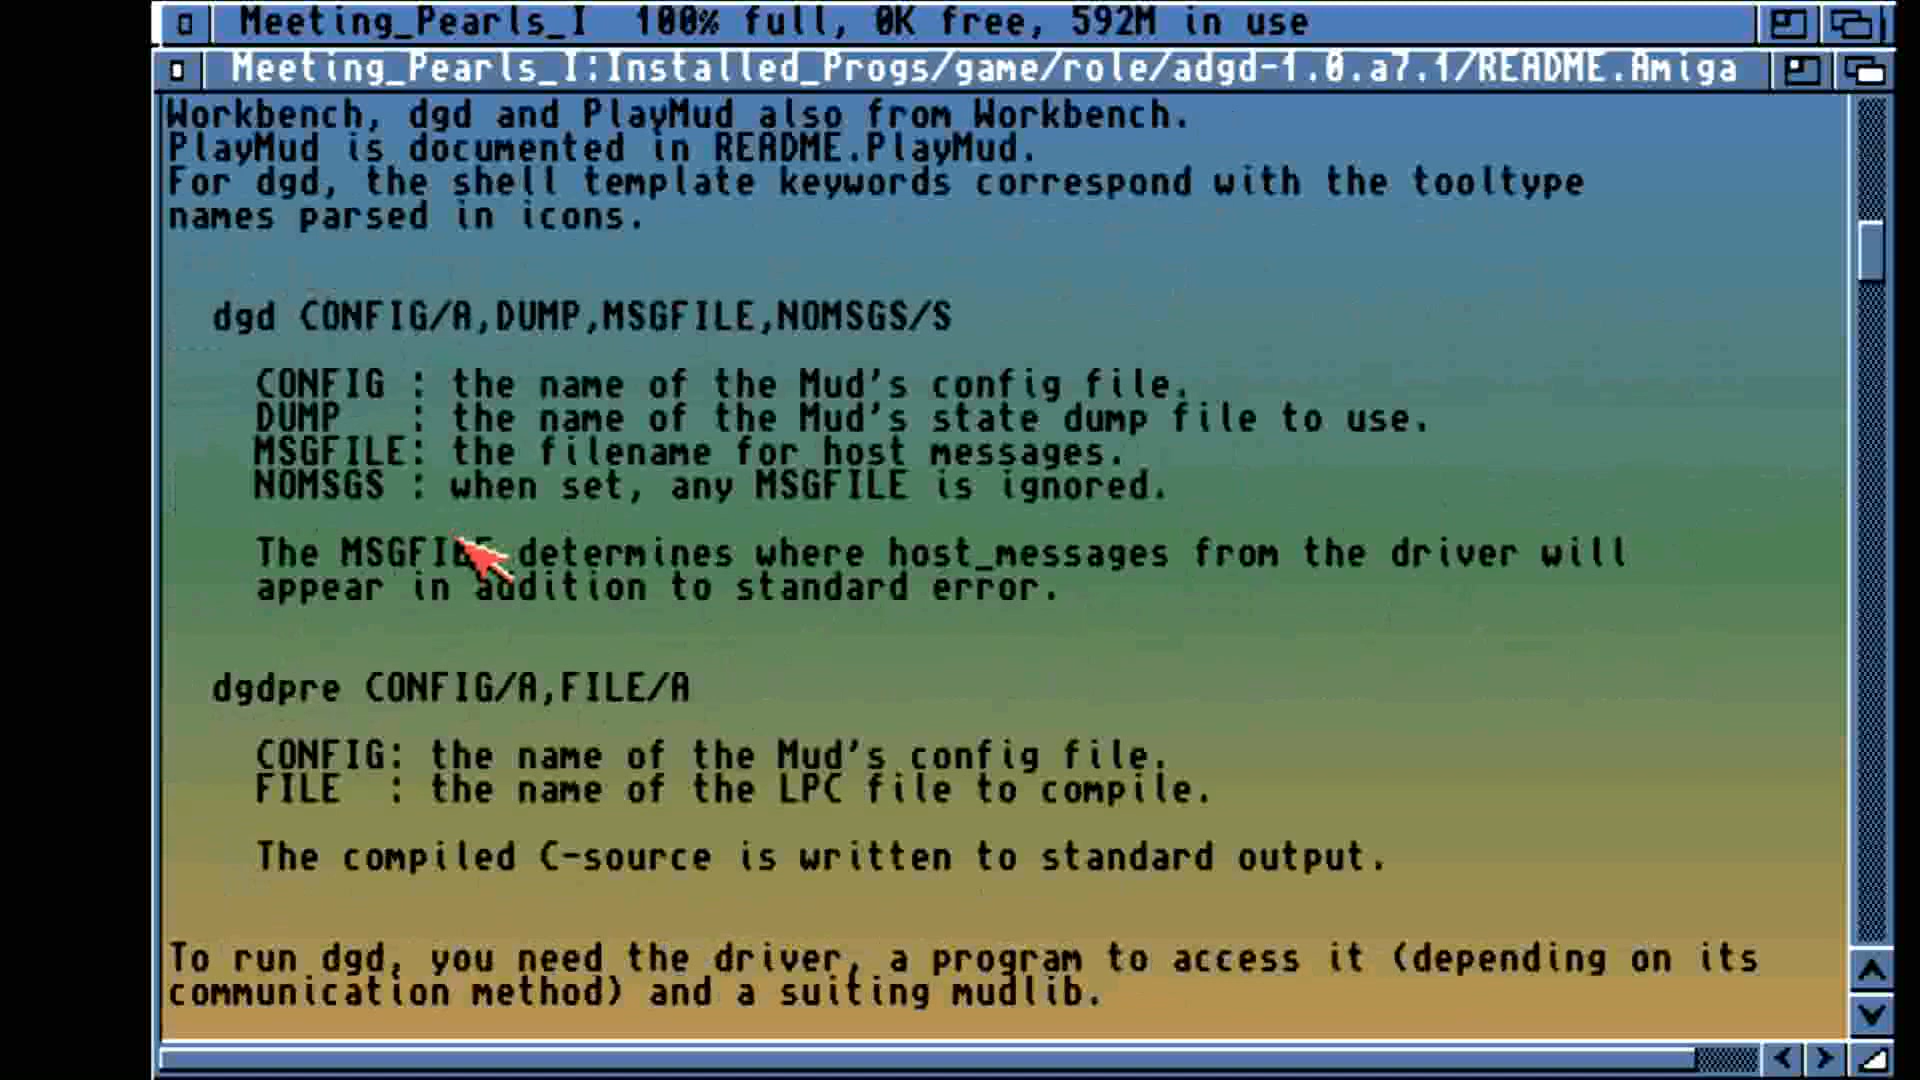 Meeting_Pearls_I  100% full, 0K free, 592M in use
Meeting_Pearls_I:Installed_Progs/game/role/adgd-1.0.a7.1/README.Amiga
Workbench, dgd and PlayMud also from Workbench.
PlayMud is documented in README.PlayMud.
For dgd, the shell template keywords correspond with the tooltype
names parsed in icons.
dgd CONFIG/A,DUMP,MSGFILE,NOMSGS/S
CONFIG : the name of the Mud's config file.
DUMP   : the name of the Mud's state dump file to use.
MSGFILE: the filename for host messages.
NOMSGS : when set, any MSGFILE is ignored.
The MSGFILE determines where host_messages from the driver will
appear in addition to standard error.
dgdpre CONFIG/A,FILE/A
CONFIG: the name of the Mud's config file.
FILE  : the name of the LPC file to compile.
The compiled C-source is written to standard output.
To run dgd, you need the driver, a program to access it (depending on its
communication method) and a suiting mudlib.